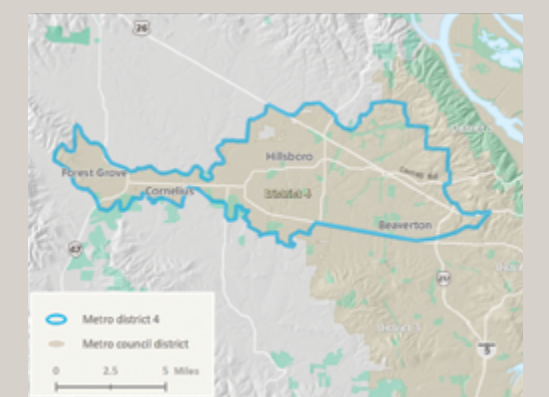 26
Hillsboro
Forest Grove
Cornelius
District 4
Beaverton
47
Metro district 4
Metro council district
0 2.5 5 Miles
5